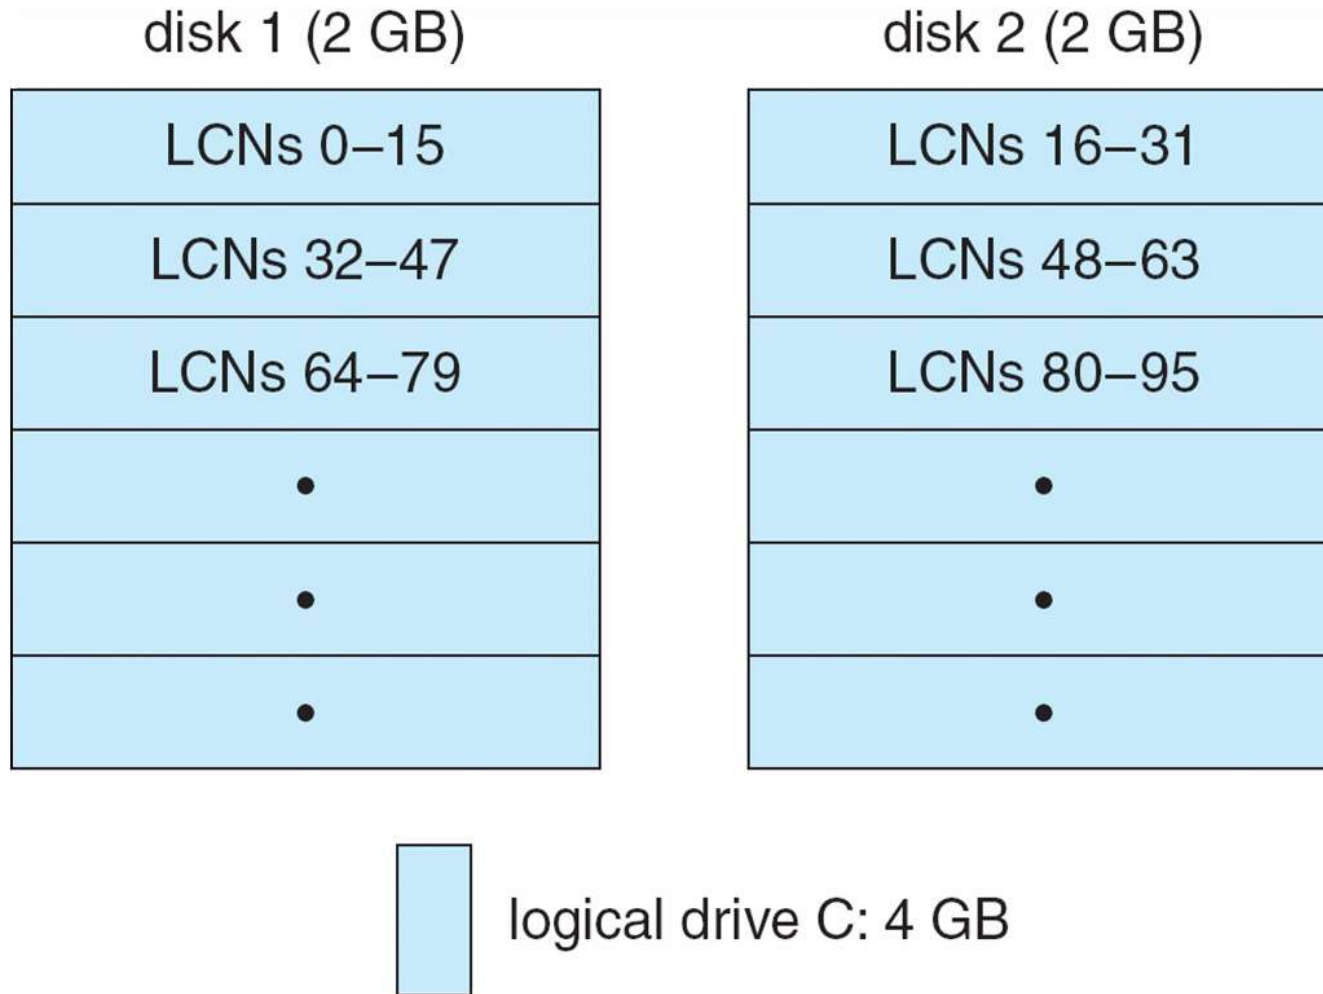 disk 1 (2 GB)
disk 2 (2 GB)
LCNs 0–15
LCNs 16–31
LCNs 32–47
LCNs 48–63
LCNs 64–79
LCNs 80–95
logical drive C: 4 GB